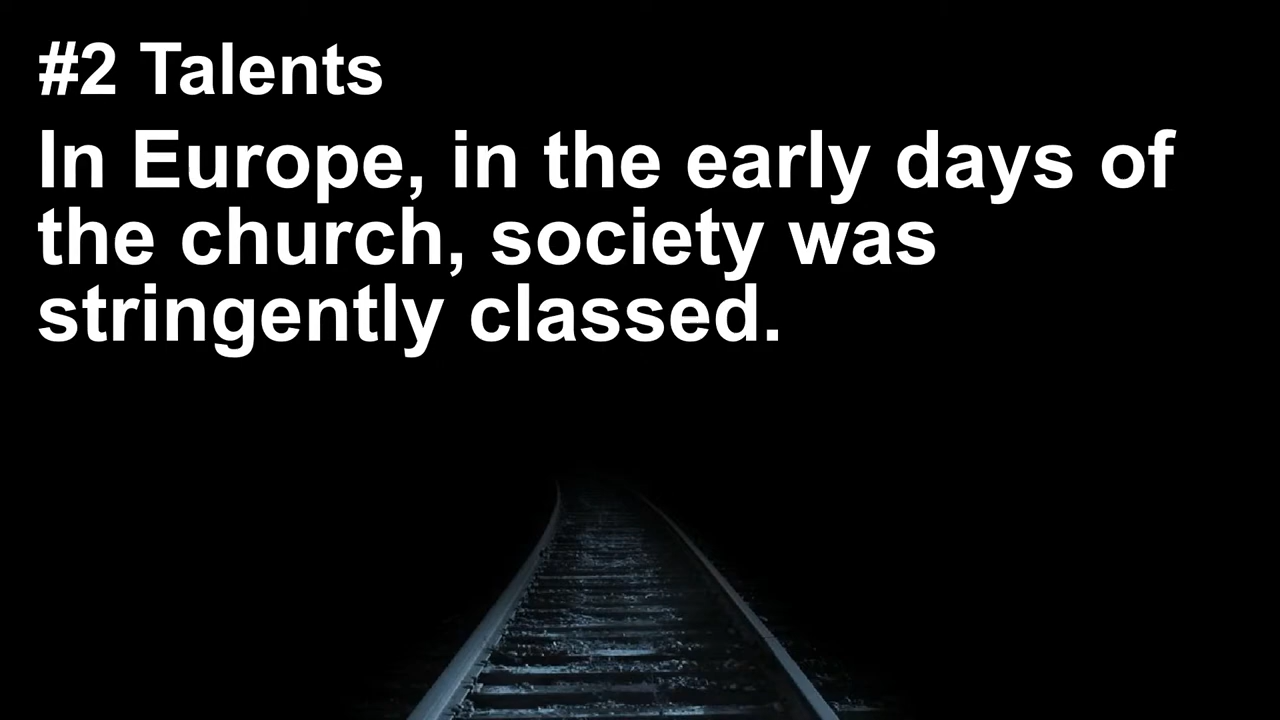 #2 Talents
In Europe, in the early days of
the church, society was
stringently classed.